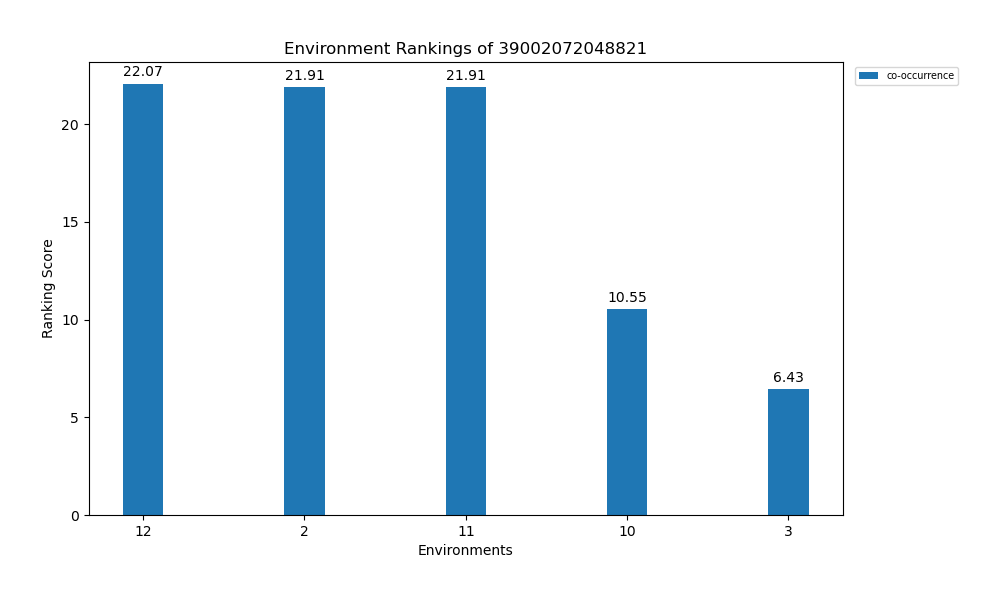 Environment Rankings of 39002072048821
co-occurrence
22.07
21.91
21.91
10.55
6.43
20
15
10
5
0
Ranking Score
12 2 11 10 3
Environments